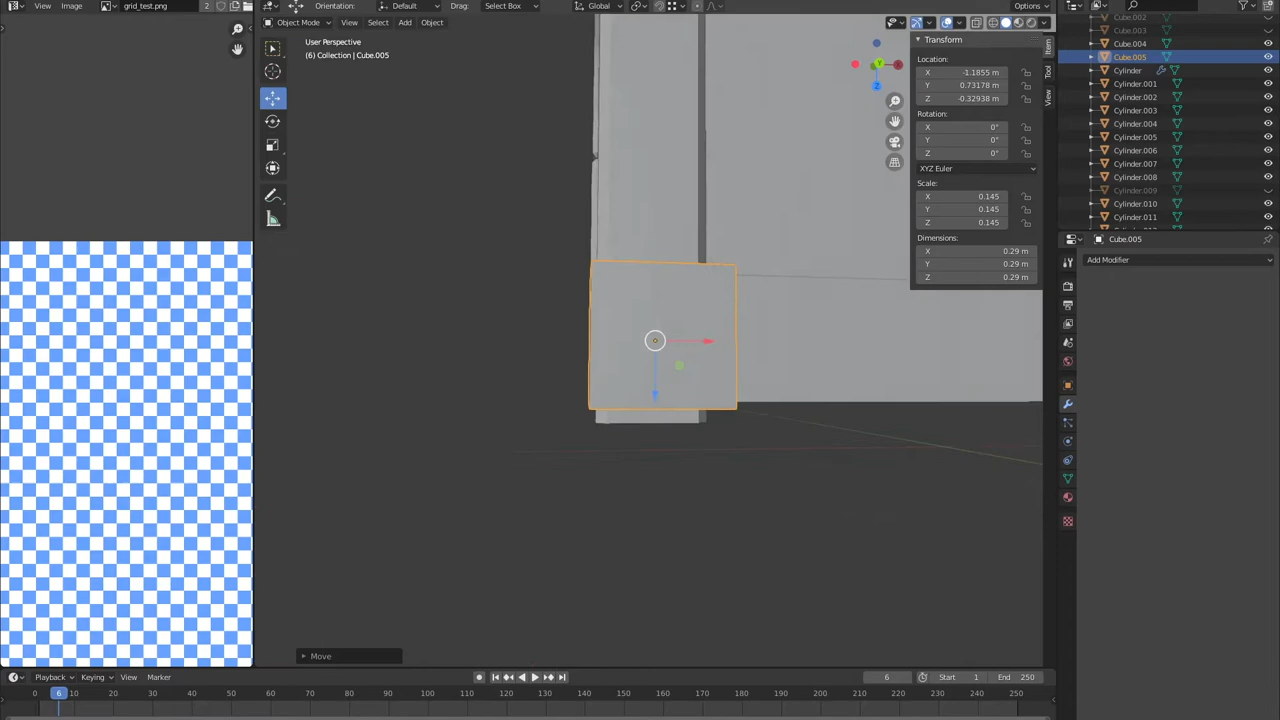 View Image grid_test.png 2
Orientation: Default Drag: Select Box Global Options
Object Mode View Select Add Object
User Perspective
(6) Collection | Cube.005
Transform
Location:
X -1.1855 m
Y 0.73178 m
Z -0.32938 m
Rotation:
X 0°
Y 0°
Z 0°
XYZ Euler
Scale:
X 0.145
Y 0.145
Z 0.145
Dimensions:
X 0.29 m
Y 0.29 m
Z 0.29 m
Item
Tool
View
Y
Z
Cube.002
Cube.003
Cube.004
Cube.005
Cylinder
Cylinder.001
Cylinder.002
Cylinder.003
Cylinder.004
Cylinder.005
Cylinder.006
Cylinder.007
Cylinder.008
Cylinder.009
Cylinder.010
Cylinder.011
Cube.005
Add Modifier
Move
Playback Keying View Marker
6 Start 1 End 250
0 6 10 20 30 40 50 60 70 80 90 100 110 120 130 140 150 160 170 180 190 200 210 220 230 240 250